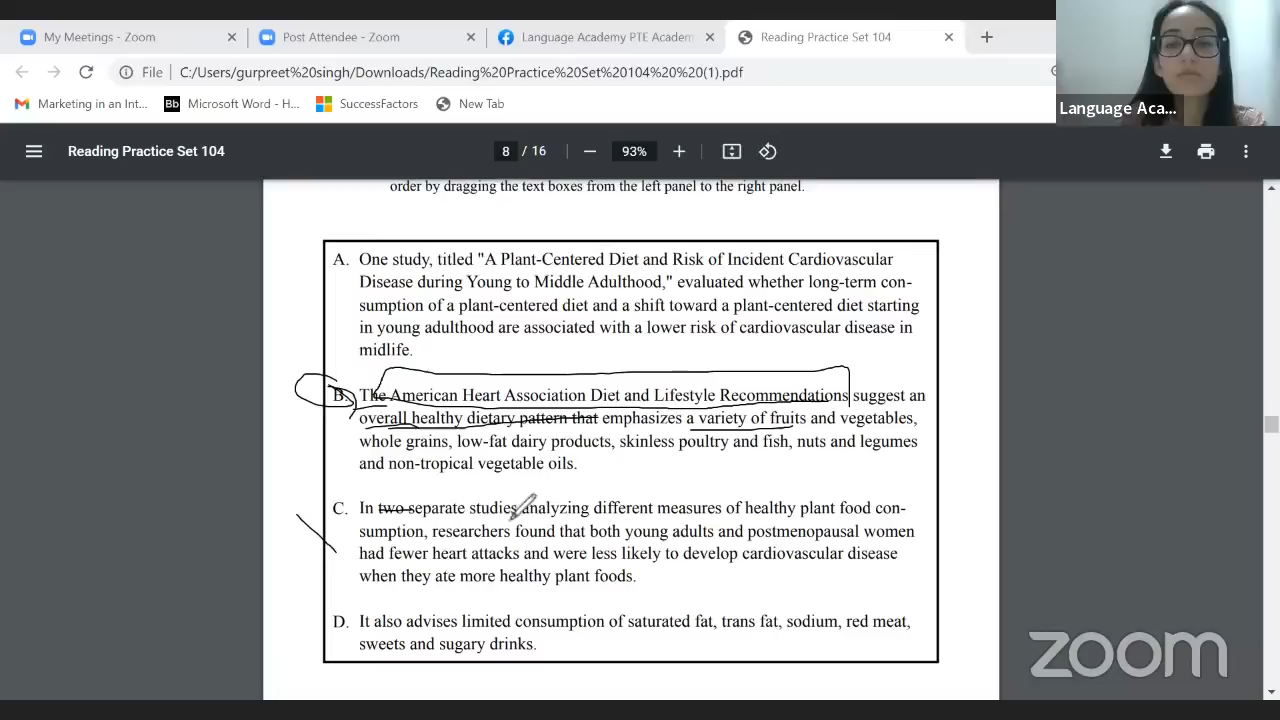 My Meetings - Zoom
Post Attendee - Zoom
Language Academy PTE Academ
Reading Practice Set 104
File
C:/Users/gurpreet%20singh/Downloads/Reading%20Practice%20Set%20104%20%20(1).pdf
Marketing in an Int...
Bb Microsoft Word - H...
SuccessFactors
New Tab
Language Aca...
Reading Practice Set 104
8 / 16
93%
order by dragging the text boxes from the left panel to the right panel.
A. One study, titled "A Plant-Centered Diet and Risk of Incident Cardiovascular
Disease during Young to Middle Adulthood," evaluated whether long-term con-
sumption of a plant-centered diet and a shift toward a plant-centered diet starting
in young adulthood are associated with a lower risk of cardiovascular disease in
midlife.
B. The American Heart Association Diet and Lifestyle Recommendations suggest an
overall healthy dietary pattern that emphasizes a variety of fruits and vegetables,
whole grains, low-fat dairy products, skinless poultry and fish, nuts and legumes
and non-tropical vegetable oils.
C. In two separate studies analyzing different measures of healthy plant food con-
sumption, researchers found that both young adults and postmenopausal women
had fewer heart attacks and were less likely to develop cardiovascular disease
when they ate more healthy plant foods.
D. It also advises limited consumption of saturated fat, trans fat, sodium, red meat,
sweets and sugary drinks.
zoom